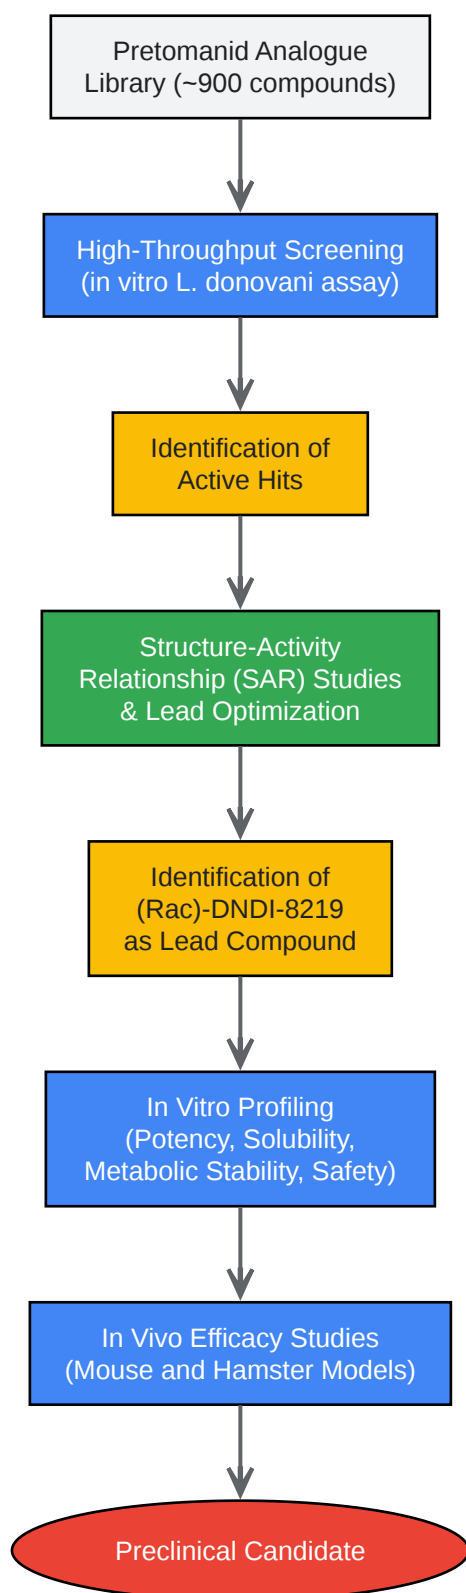 Pretomanid Analogue
Library (~900 compounds)
High-Throughput Screening
(in vitro L. donovani assay)
Identification of
Active Hits
Structure-Activity
Relationship (SAR) Studies
& Lead Optimization
Identification of
(Rac)-DNDI-8219
as Lead Compound
In Vitro Profiling
(Potency, Solubility,
Metabolic Stability, Safety)
In Vivo Efficacy Studies
(Mouse and Hamster Models)
Preclinical Candidate